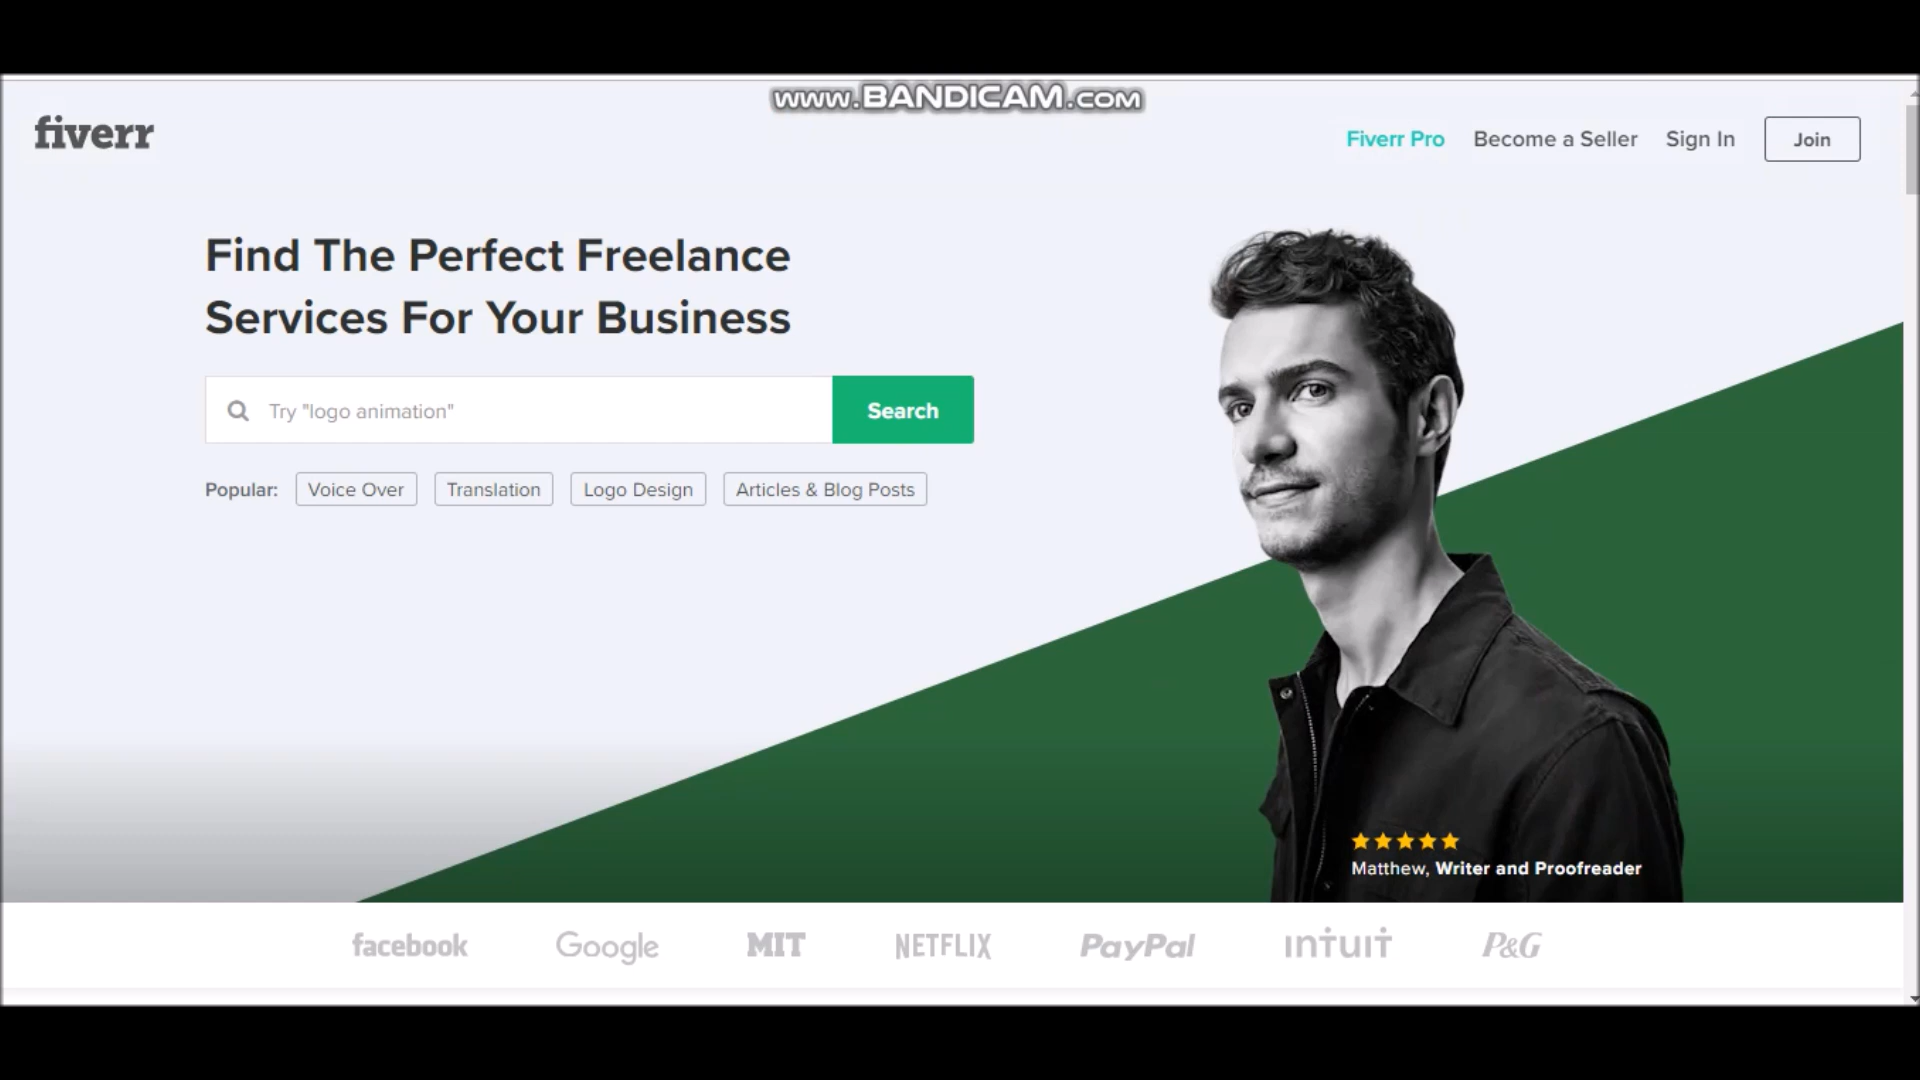 www.BANDICAM.com
fiverr
Fiverr Pro
Become a Seller
Sign In
Join
Find The Perfect Freelance
Services For Your Business
Try "logo animation"
Search
Popular:
Voice Over
Translation
Logo Design
Articles & Blog Posts
Matthew, Writer and Proofreader
facebook
Google
MIT
NETFLIX
PayPal
intuit
P&G